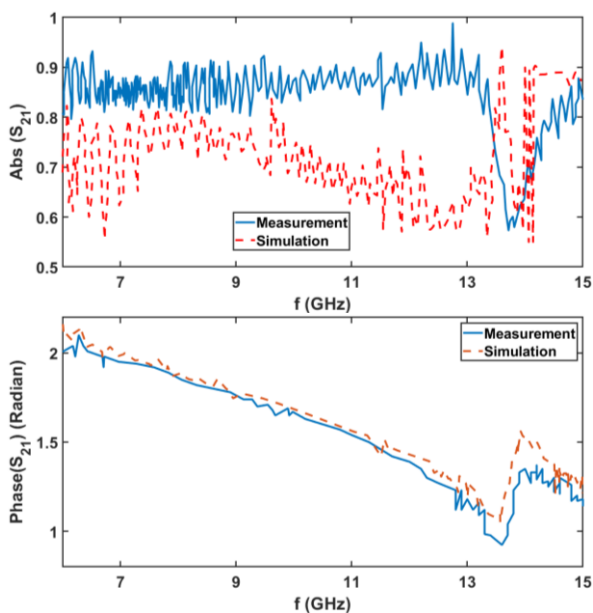 1
0.9
0.8
0.7
0.6
0.5
Abs (S21)
Measurement
Simulation
7 9 11 13 15
f (GHz)
2
1.5
1
Phase(S21) (Radian)
Measurement
Simulation
7 9 11 13 15
f (GHz)